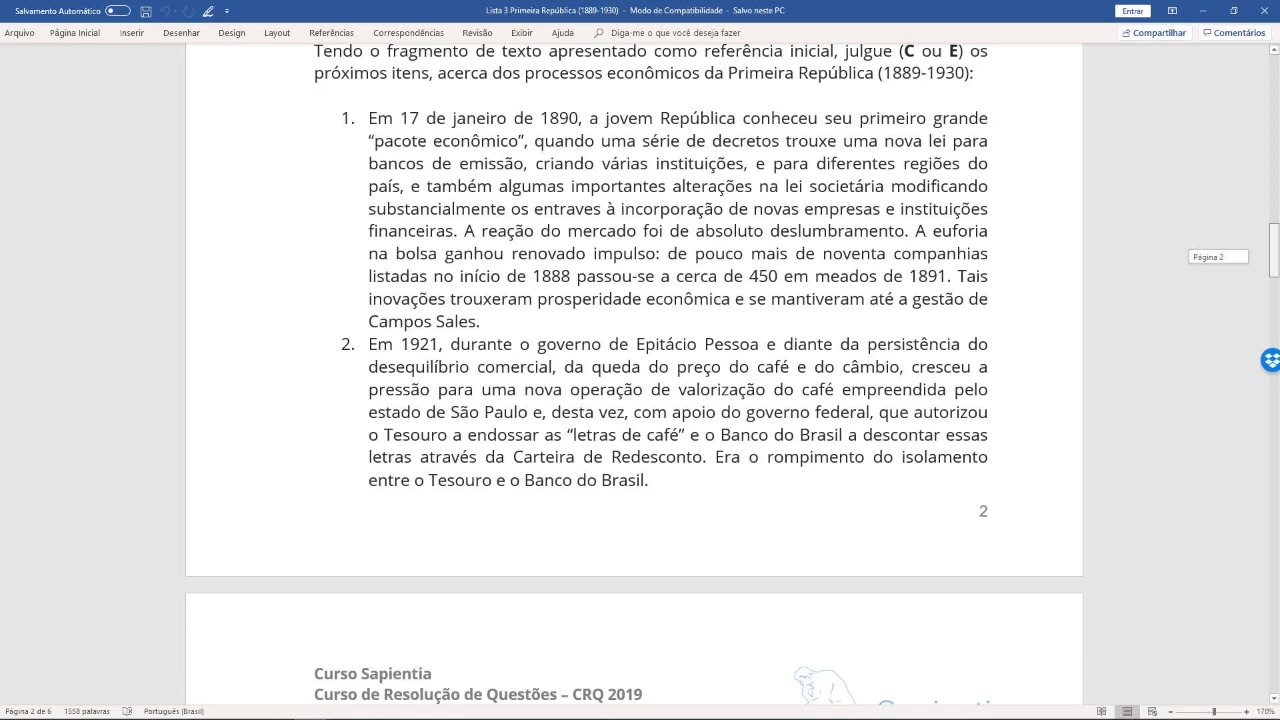 Salvamento Automático
Lista 3 Primeira República (1889-1930) - Modo de Compatibilidade - Salvo neste PC
Entrar
Arquivo Página Inicial Inserir Desenhar Design Layout Referências Correspondências Revisão Exibir Ajuda Diga-me o que você deseja fazer Compartilhar Comentários
Tendo o fragmento de texto apresentado como referência inicial, julgue (C ou E) os
próximos itens, acerca dos processos econômicos da Primeira República (1889-1930):
1. Em 17 de janeiro de 1890, a jovem República conheceu seu primeiro grande
“pacote econômico”, quando uma série de decretos trouxe uma nova lei para
bancos de emissão, criando várias instituições, e para diferentes regiões do
país, e também algumas importantes alterações na lei societária modificando
substancialmente os entraves à incorporação de novas empresas e instituições
financeiras. A reação do mercado foi de absoluto deslumbramento. A euforia
na bolsa ganhou renovado impulso: de pouco mais de noventa companhias
listadas no início de 1888 passou-se a cerca de 450 em meados de 1891. Tais
inovações trouxeram prosperidade econômica e se mantiveram até a gestão de
Campos Sales.
Página 2
2. Em 1921, durante o governo de Epitácio Pessoa e diante da persistência do
desequilíbrio comercial, da queda do preço do café e do câmbio, cresceu a
pressão para uma nova operação de valorização do café empreendida pelo
estado de São Paulo e, desta vez, com apoio do governo federal, que autorizou
o Tesouro a endossar as “letras de café” e o Banco do Brasil a descontar essas
letras através da Carteira de Redesconto. Era o rompimento do isolamento
entre o Tesouro e o Banco do Brasil.
2
Curso Sapientia
Curso de Resolução de Questões – CRQ 2019
Página 2 de 6 1558 palavras Português (Brasil) 170%